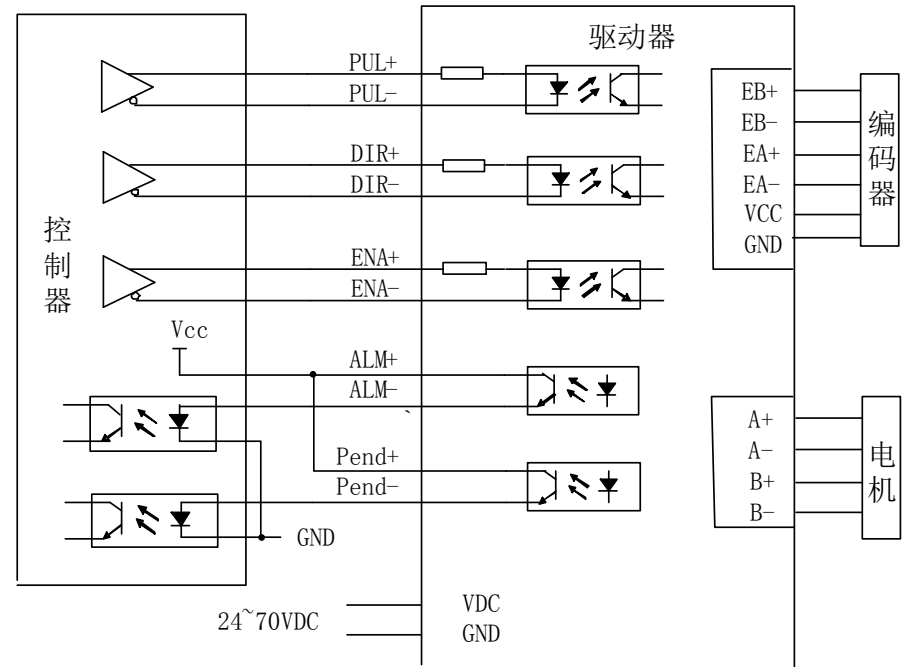 驱动器
PUL+
PUL-
DIR+
DIR-
ENA+
ENA-
控制器
Vcc
ALM+
ALM-
Pend+
Pend-
GND
24~70VDC
VDC
GND
EB+
EB-
EA+
EA-
VCC
GND
编码器
A+
A-
B+
B-
电机